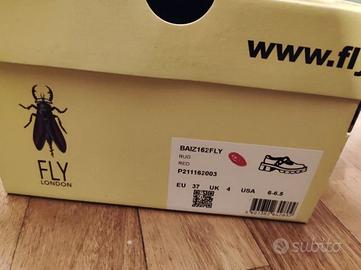 www.fly
FLY
LONDON
BAIZ162FLY
RUG
RED
P211162003
EU 37 UK 4 USA 6-6.5
subito